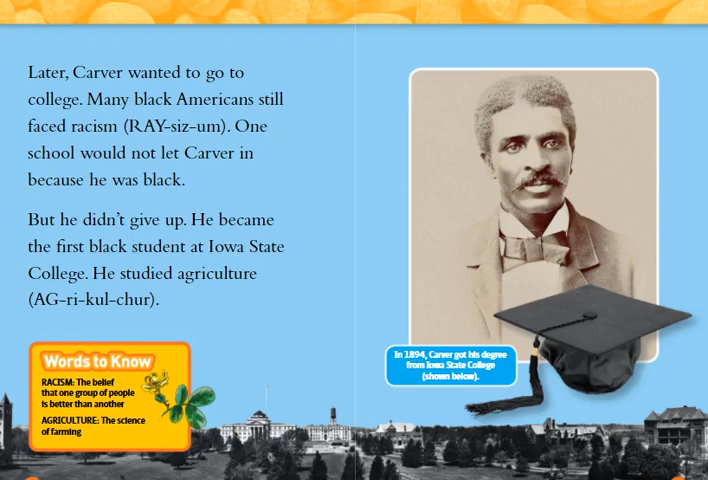 Later, Carver wanted to go to
college. Many black Americans still
faced racism (RAY-siz-um). One
school would not let Carver in
because he was black.
But he didn’t give up. He became
the first black student at Iowa State
College. He studied agriculture
(AG-ri-kul-chur).
Words to Know
RACISM: The belief
that one group of people
is better than another
AGRICULTURE: The science
of farming
In 1894, Carver got his degree
from Iowa State College
(shown below).